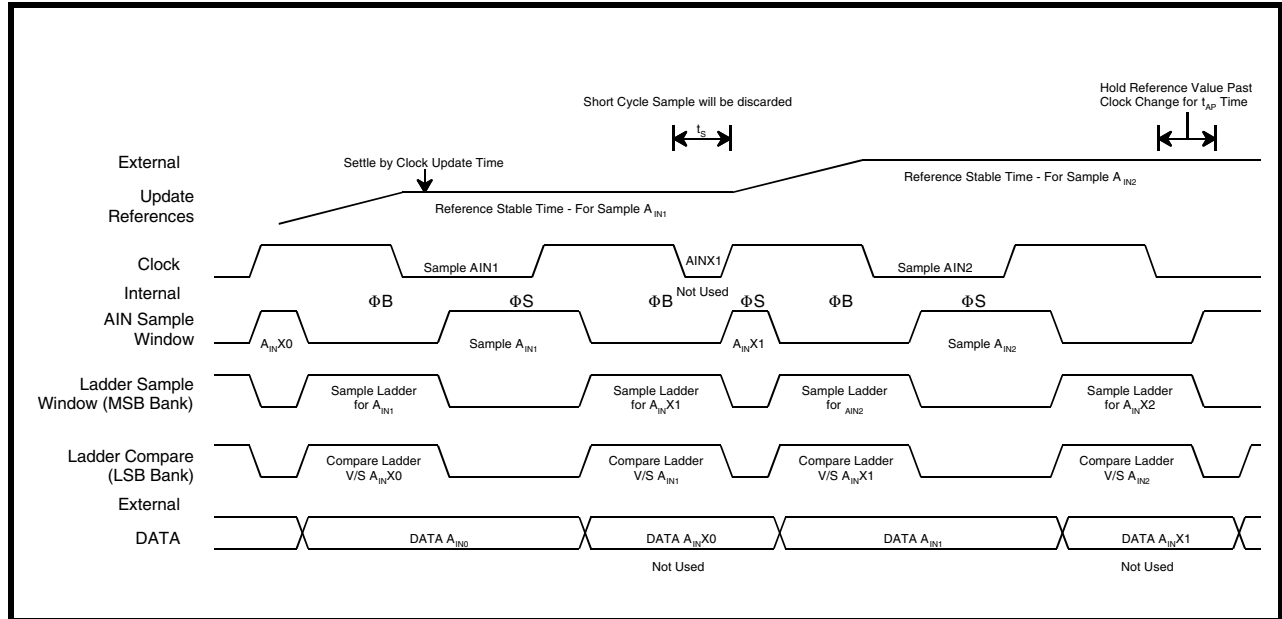 Hold Reference Value Past
Clock Change for tAP Time
Short Cycle Sample will be discarded
tS
External
Settle by Clock Update Time
Reference Stable Time - For Sample AIN2
Update
References
Reference Stable Time - For Sample AIN1
Clock
Sample AIN1
AINX1
Sample AIN2
Internal
Not Used
ΦB
ΦS
ΦB
ΦS
ΦB
ΦS
AIN Sample
Window
AINX0
Sample AIN1
AINX1
Sample AIN2
Ladder Sample
Window (MSB Bank)
Sample Ladder
for AIN1
Sample Ladder
for AINX1
Sample Ladder
for AIN2
Sample Ladder
for AINX2
Ladder Compare
(LSB Bank)
Compare Ladder
V/S AINX0
Compare Ladder
V/S AIN1
Compare Ladder
V/S AINX1
Compare Ladder
V/S AIN2
External
DATA
DATA AIN0
DATA AINX0
DATA AIN1
DATA AINX1
Not Used
Not Used